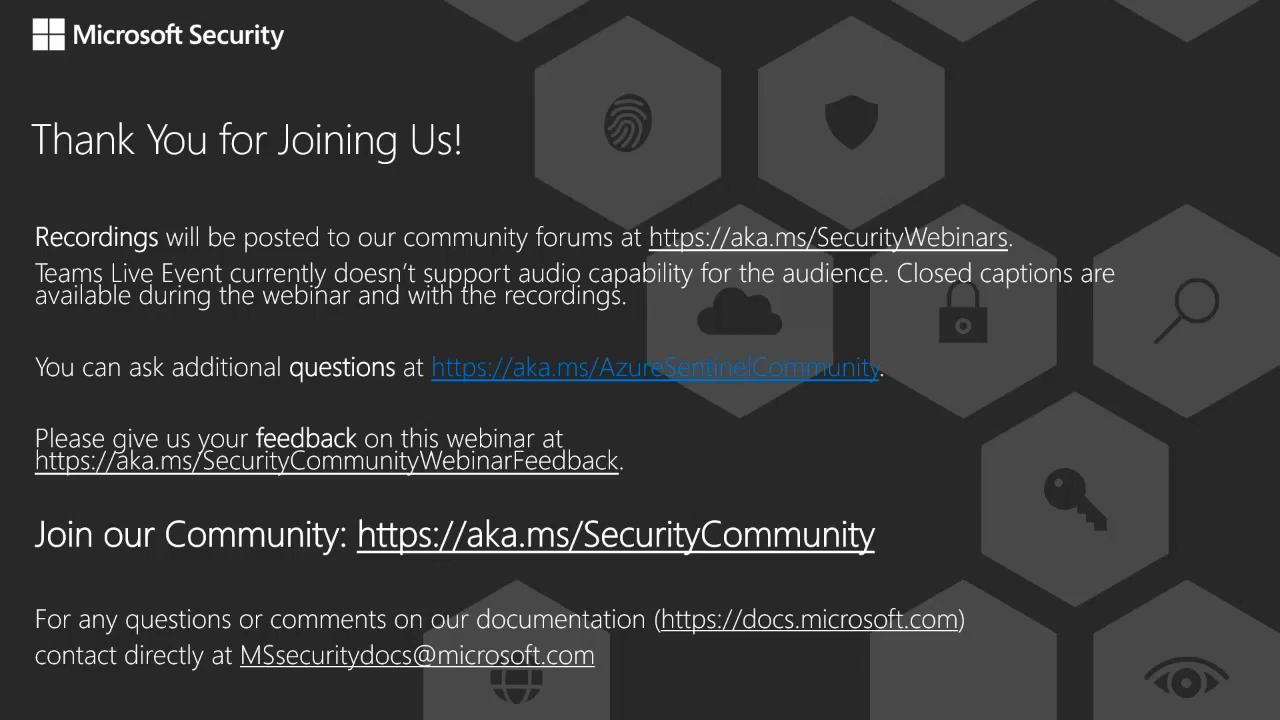 Microsoft Security
Thank You for Joining Us!
Recordings will be posted to our community forums at https://aka.ms/SecurityWebinars.
Teams Live Event currently doesn’t support audio capability for the audience. Closed captions are
available during the webinar and with the recordings.
You can ask additional questions at https://aka.ms/AzureSentinelCommunity.
Please give us your feedback on this webinar at
https://aka.ms/SecurityCommunityWebinarFeedback.
Join our Community: https://aka.ms/SecurityCommunity
For any questions or comments on our documentation (https://docs.microsoft.com)
contact directly at MSsecuritydocs@microsoft.com